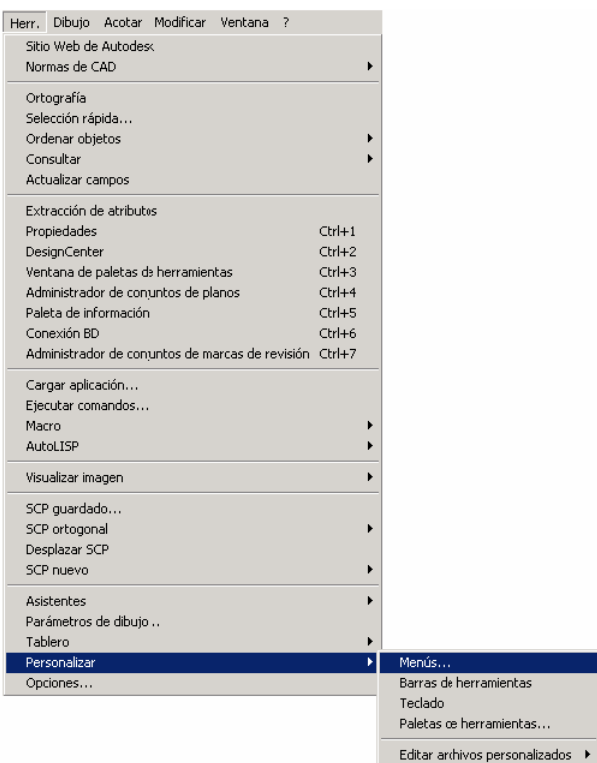 Herr. Dibujo Acotar Modificar Ventana ?
Sitio Web de Autodesk
Normas de CAD
Ortografía
Selección rápida...
Ordenar objetos
Consultar
Actualizar campos
Extracción de atributos
Propiedades Ctrl+1
DesignCenter Ctrl+2
Ventana de paletas de herramientas Ctrl+3
Administrador de conjuntos de planos Ctrl+4
Paleta de información Ctrl+5
Conexión BD Ctrl+6
Administrador de conjuntos de marcas de revisión Ctrl+7
Cargar aplicación...
Ejecutar comandos...
Macro
AutoLISP
Visualizar imagen
SCP guardado...
SCP ortogonal
Desplazar SCP
SCP nuevo
Asistentes
Parámetros de dibujo ..
Tablero
Personalizar
Opciones...
Menús...
Barras de herramientas
Teclado
Paletas de herramientas...
Editar archivos personalizados